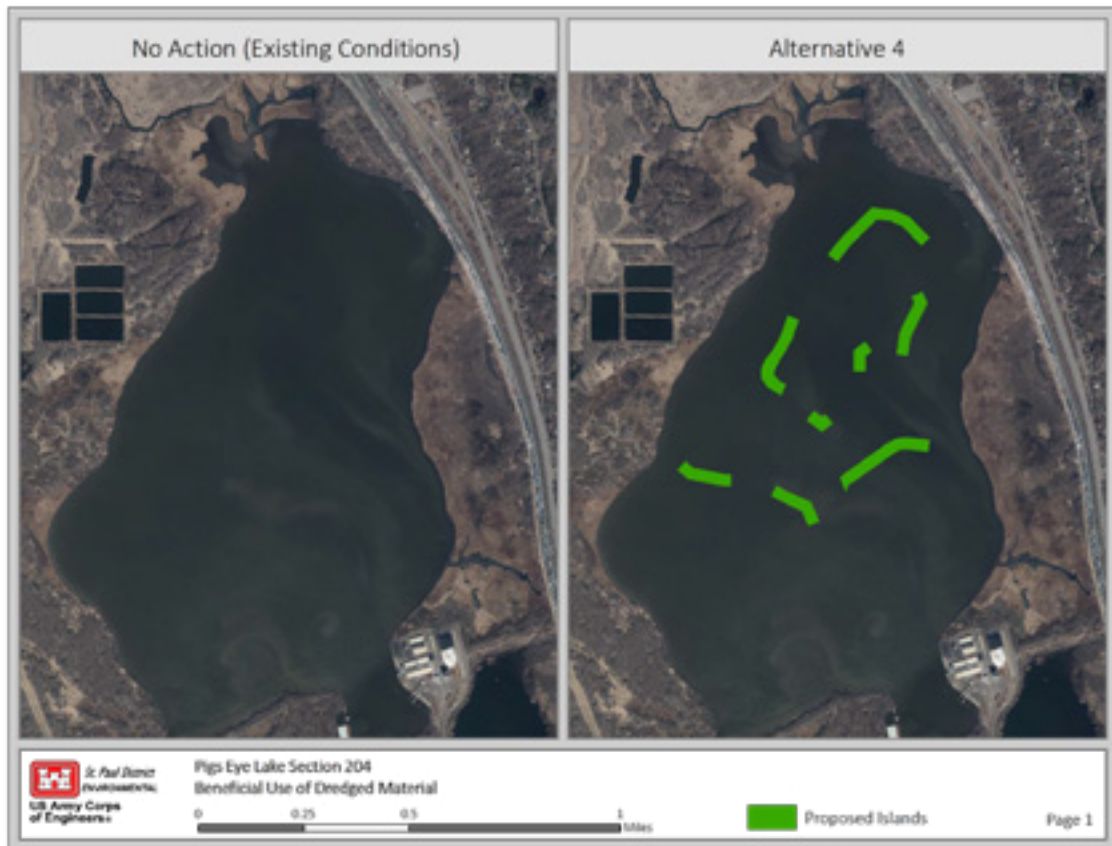 No Action (Existing Conditions)
Alternative 4
St. Paul District
ENVIRONMENTAL
US Army Corps
of Engineers®
Pigs Eye Lake Section 204
Beneficial Use of Dredged Material
0 0.25 0.5 1
Miles
Proposed Islands
Page 1